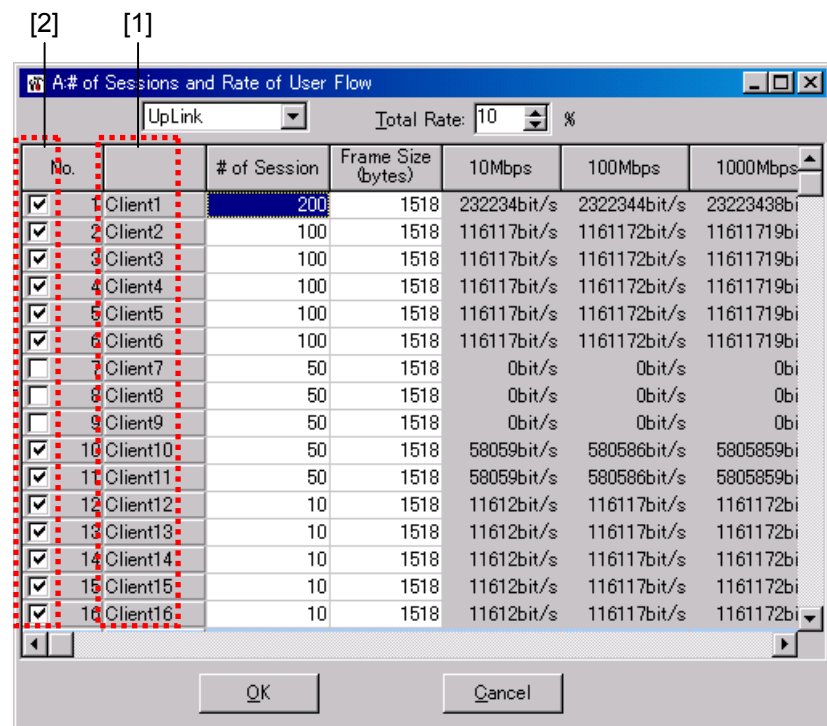 [2] [1]
A:# of Sessions and Rate of User Flow
UpLink Total Rate: 10 %
No. # of Session Frame Size (bytes) 10Mbps 100Mbps 1000Mbps
1 Client1 200 1518 232234bit/s 2322344bit/s 23223438bi
2 Client2 100 1518 116117bit/s 1161172bit/s 11611719bi
3 Client3 100 1518 116117bit/s 1161172bit/s 11611719bi
4 Client4 100 1518 116117bit/s 1161172bit/s 11611719bi
5 Client5 100 1518 116117bit/s 1161172bit/s 11611719bi
6 Client6 100 1518 116117bit/s 1161172bit/s 11611719bi
7 Client7 50 1518 0bit/s 0bit/s 0bi
8 Client8 50 1518 0bit/s 0bit/s 0bi
9 Client9 50 1518 0bit/s 0bit/s 0bi
10 Client10 50 1518 58059bit/s 580586bit/s 5805859bi
11 Client11 50 1518 58059bit/s 580586bit/s 5805859bi
12 Client12 10 1518 11612bit/s 116117bit/s 1161172bi
13 Client13 10 1518 11612bit/s 116117bit/s 1161172bi
14 Client14 10 1518 11612bit/s 116117bit/s 1161172bi
15 Client15 10 1518 11612bit/s 116117bit/s 1161172bi
16 Client16 10 1518 11612bit/s 116117bit/s 1161172bi
OK Cancel